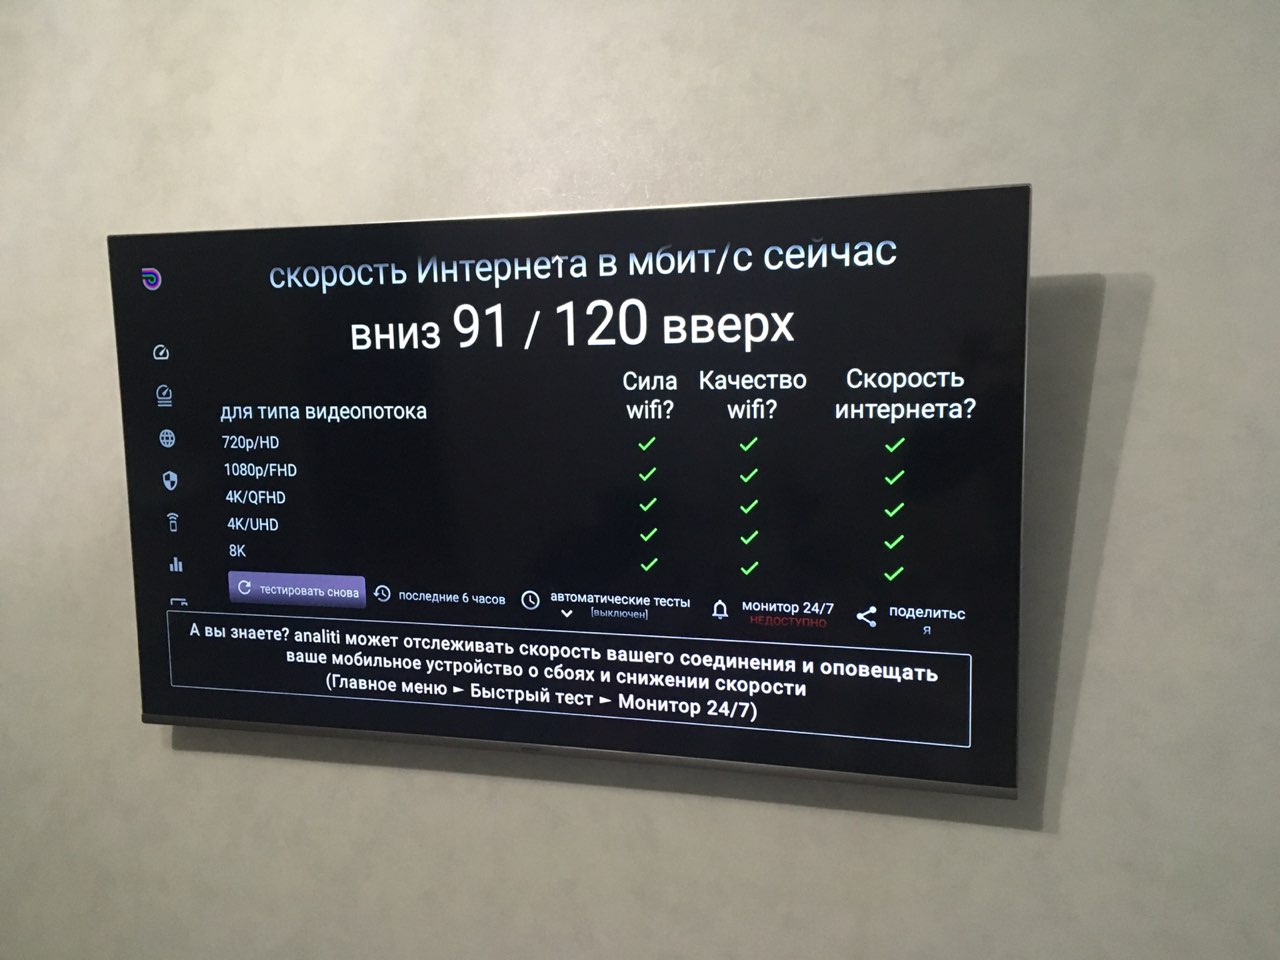 скорость Интернета в мбит/с сейчас
вниз 91 / 120 вверх
для типа видеопотока
Сила wifi?
Качество wifi?
Скорость интернета?
720p/HD
1080p/FHD
4K/QFHD
4K/UHD
8K
тестировать снова
последние 6 часов
автоматические тесты
[выключен]
монитор 24/7
НЕДОСТУПНО
поделитьс
я
А вы знаете? analiti может отслеживать скорость вашего соединения и оповещать
ваше мобильное устройство о сбоях и снижении скорости
(Главное меню ► Быстрый тест ► Монитор 24/7)